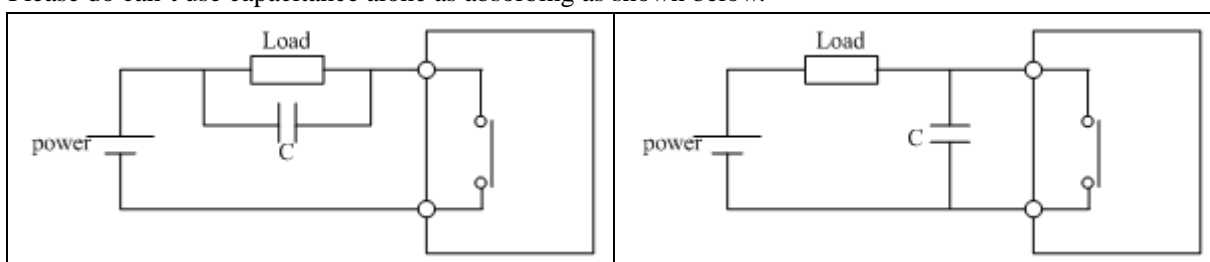 Please do can't use capacitance alone as absorbing as shown below.
Load Load
C
power
power C